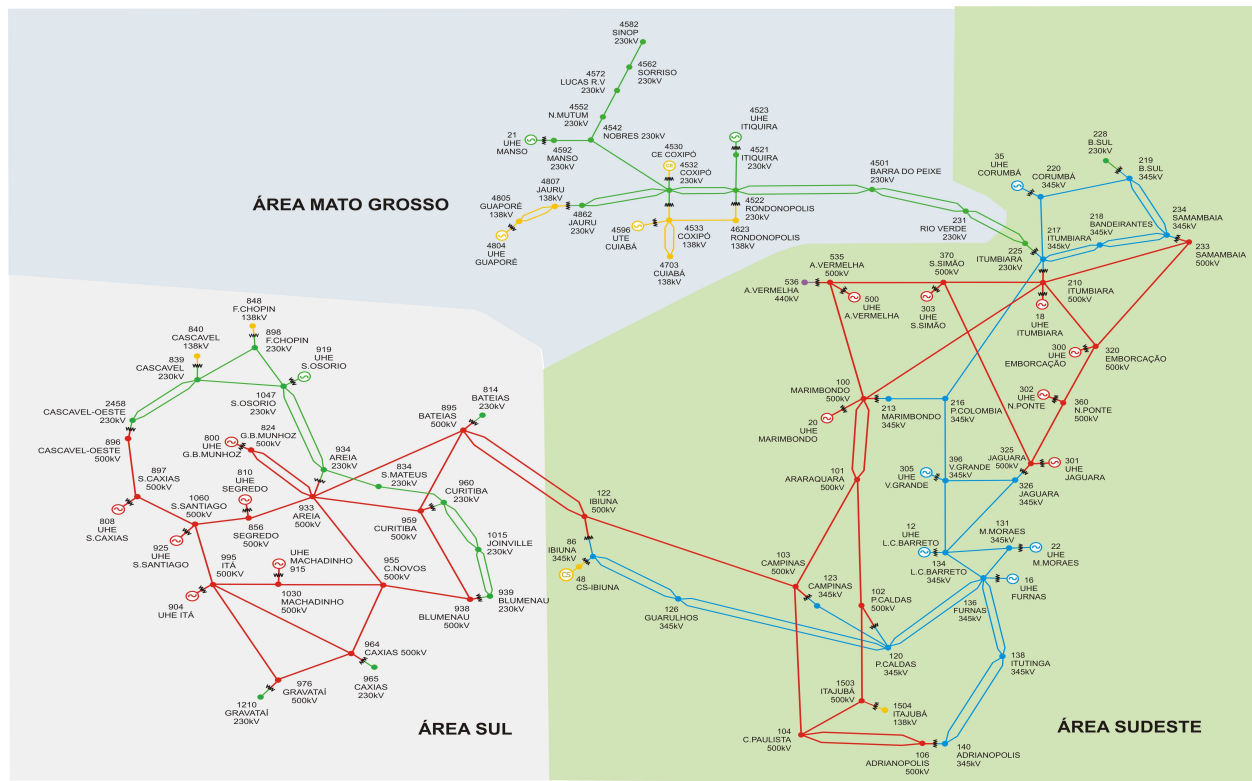 4582
SINOP
230kV
4562
SORRISO
230kV
4572
LUCAS R.V
230kV
4552
N.MUTUM
230kV
4542
NOBRES 230kV
21
UHE
MANSO
4592
MANSO
230kV
4530
CE COXIPÓ
CE
4532
COXIPÓ
230kV
4523
UHE
ITIQUIRA
4521
ITIQUIRA
230kV
4501
BARRA DO PEIXE
230kV
4807
JAURU
138kV
4805
GUAPORÉ
138kV
4804
UHE
GUAPORÉ
4862
JAURU
230kV
4596
UTE
CUIABÁ
4533
COXIPÓ
138kV
4703
CUIABÁ
138kV
4522
RONDONOPOLIS
230kV
4623
RONDONOPOLIS
138kV
231
RIO VERDE
230kV
ÁREA MATO GROSSO
228
B.SUL
230kV
219
B.SUL
345kV
35
UHE
CORUMBÁ
220
CORUMBÁ
345kV
234
SAMAMBAIA
345kV
218
BANDEIRANTES
345kV
217
ITUMBIARA
345kV
233
SAMAMBAIA
500kV
225
ITUMBIARA
230kV
210
ITUMBIARA
500kV
18
UHE
ITUMBIARA
535
A.VERMELHA
500kV
536
A.VERMELHA
440kV
500
UHE
A.VERMELHA
370
S.SIMÃO
500kV
303
UHE
S.SIMÃO
300
UHE
EMBORCAÇÃO
320
EMBORCAÇÃO
500kV
302
UHE
N.PONTE
360
N.PONTE
500kV
100
MARIMBONDO
500kV
20
UHE
MARIMBONDO
213
MARIMBONDO
345kV
216
P.COLOMBIA
345kV
101
ARARAQUARA
500kV
305
UHE
V.GRANDE
396
V.GRANDE
345kV
325
JAGUARA
500kV
301
UHE
JAGUARA
326
JAGUARA
345kV
12
UHE
L.C.BARRETO
134
L.C.BARRETO
345kV
131
M.MORAES
345kV
22
UHE
M.MORAES
16
UHE
FURNAS
136
FURNAS
345kV
103
CAMPINAS
500kV
123
CAMPINAS
345kV
102
P.CALDAS
500kV
120
P.CALDAS
345kV
138
ITUTINGA
345kV
1503
ITAJUBÁ
500kV
1504
ITAJUBÁ
138kV
104
C.PAULISTA
500kV
106
ADRIANOPOLIS
500kV
140
ADRIANOPOLIS
345kV
122
IBIUNA
500kV
86
IBIUNA
345kV
48
CS-IBIUNA
CS
126
GUARULHOS
345kV
ÁREA SUDESTE
848
F.CHOPIN
138kV
840
CASCAVEL
138kV
898
F.CHOPIN
230kV
839
CASCAVEL
230kV
919
UHE
S.OSORIO
1047
S.OSORIO
230kV
2458
CASCAVEL-OESTE
230kV
896
CASCAVEL-OESTE
500kV
824
G.B.MUNHOZ
500kV
800
UHE
G.B.MUNHOZ
810
UHE
SEGREDO
934
AREIA
230kV
834
S.MATEUS
230kV
895
BATEIAS
500kV
814
BATEIAS
230kV
897
S.CAXIAS
500kV
808
UHE
S.CAXIAS
1060
S.SANTIAGO
500kV
925
UHE
S.SANTIAGO
856
SEGREDO
500kV
933
AREIA
500kV
960
CURITIBA
230kV
959
CURITIBA
500kV
1015
JOINVILLE
230kV
995
ITÁ
500KV
904
UHE ITÁ
UHE
MACHADINHO
915
1030
MACHADINHO
500kV
955
C.NOVOS
500kV
938
BLUMENAU
500kV
939
BLUMENAU
230kV
964
CAXIAS 500kV
965
CAXIAS
230kV
976
GRAVATAÍ
500kV
1210
GRAVATAÍ
230kV
ÁREA SUL